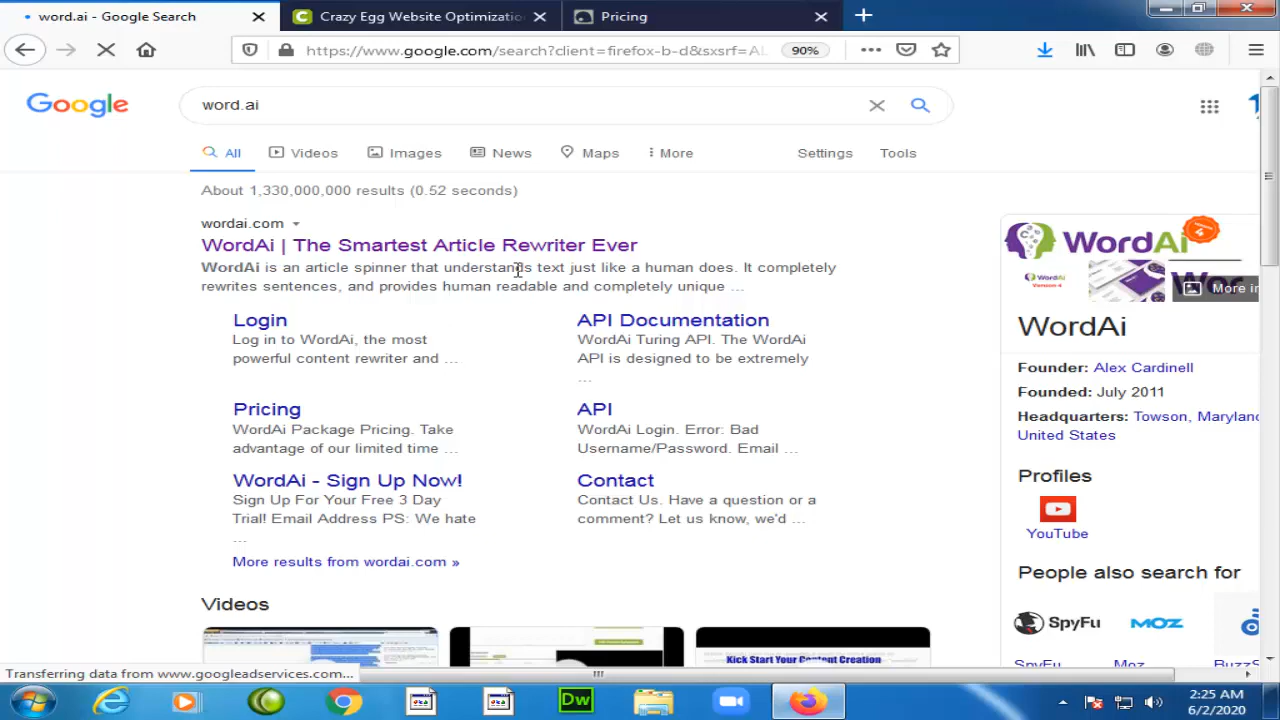 word.ai - Google Search
Crazy Egg Website Optimizatio
Pricing
https://www.google.com/search?client=firefox-b-d&sxsrf=AL
90%
Google
word.ai
All
Videos
Images
News
Maps
More
Settings
Tools
About 1,330,000,000 results (0.52 seconds)
wordai.com
WordAi | The Smartest Article Rewriter Ever
WordAi is an article spinner that understands text just like a human does. It completely
rewrites sentences, and provides human readable and completely unique ...
Login
Log in to WordAi, the most
powerful content rewriter and ...
API Documentation
WordAi Turing API. The WordAi
API is designed to be extremely
...
Pricing
WordAi Package Pricing. Take
advantage of our limited time ...
API
WordAi Login. Error: Bad
Username/Password. Email ...
WordAi - Sign Up Now!
Sign Up For Your Free 3 Day
Trial! Email Address PS: We hate
...
Contact
Contact Us. Have a question or a
comment? Let us know, we'd ...
More results from wordai.com »
Videos
Kick Start Your Content Creation
WordAi
4
WordAi
Version 4
More in
WordAi
Founder: Alex Cardinell
Founded: July 2011
Headquarters: Towson, Maryland
United States
Profiles
YouTube
People also search for
SpyFu
MOZ
SpyFu
Moz
BuzzS
Transferring data from www.googleadservices.com...
Dw
2:25 AM
6/2/2020